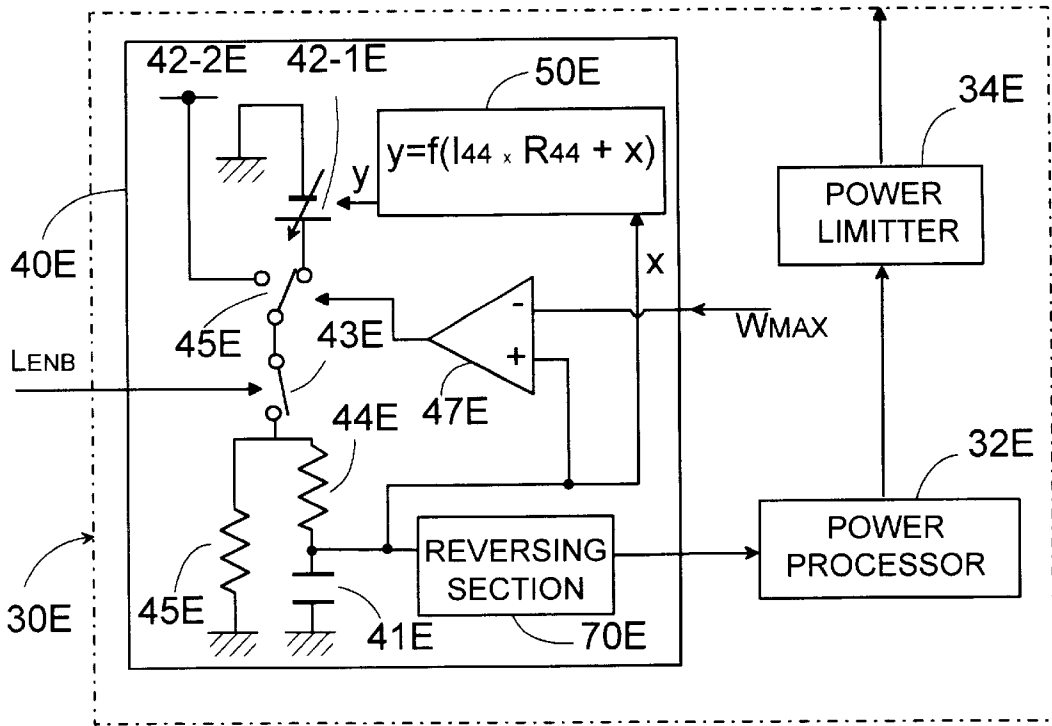 42-2E 42-1E
50E
34E
y=f(I44 x R44 + x)
y
POWER
LIMITTER
40E
x
-
WMAX
45E
43E
+
LENB
47E
44E
32E
REVERSING
SECTION
POWER
PROCESSOR
45E
30E
41E
70E